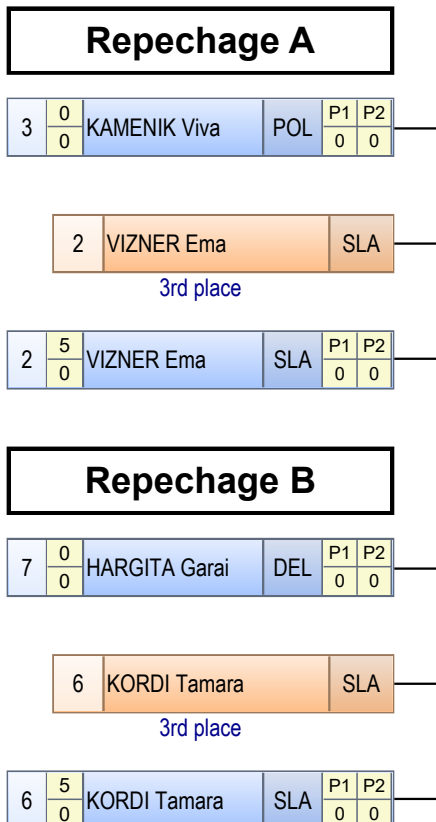 Repechage A
3 0 0 KAMENIK Viva POL P1 P2 0 0
2 VIZNER Ema SLA
3rd place
2 5 0 VIZNER Ema SLA P1 P2 0 0
Repechage B
7 0 0 HARGITA Garai DEL P1 P2 0 0
6 KORDI Tamara SLA
3rd place
6 5 0 KORDI Tamara SLA P1 P2 0 0